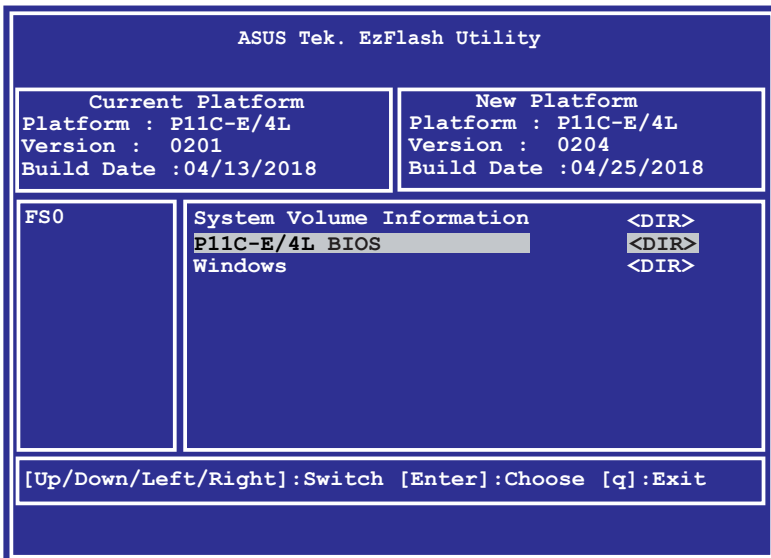 ASUS Tek. EzFlash Utility
Current Platform
Platform : P11C-E/4L
Version : 0201
Build Date :04/13/2018
New Platform
Platform : P11C-E/4L
Version : 0204
Build Date :04/25/2018
FS0
System Volume Information <DIR>
P11C-E/4L BIOS <DIR>
Windows <DIR>
[Up/Down/Left/Right]:Switch [Enter]:Choose [q]:Exit